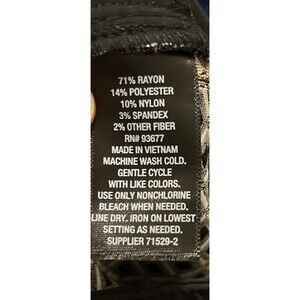 71% RAYON
14% POLYESTER
10% NYLON
3% SPANDEX
2% OTHER FIBER
RN# 93677
MADE IN VIETNAM
MACHINE WASH COLD.
GENTLE CYCLE
WITH LIKE COLORS.
USE ONLY NONCHLORINE
BLEACH WHEN NEEDED.
LINE DRY. IRON ON LOWEST
SETTING AS NEEDED.
SUPPLIER 71529-2